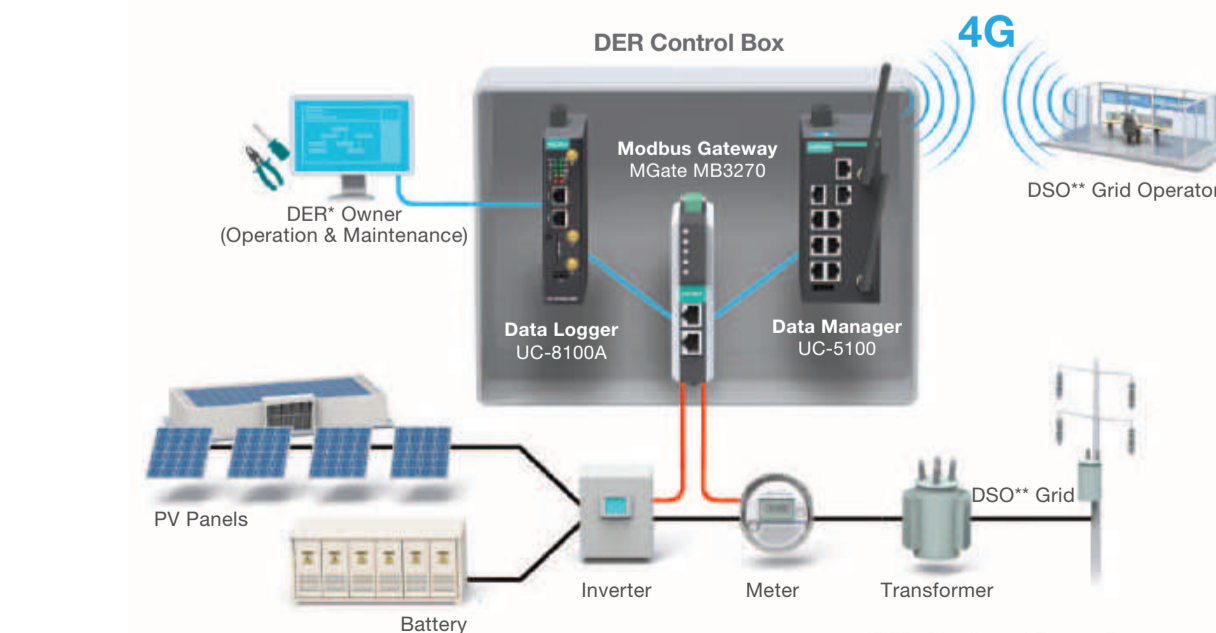 4G
DER Control Box
Modbus Gateway
MGate MB3270
DSO** Grid Operator
DER* Owner
(Operation & Maintenance)
Data Logger
UC-8100A
Data Manager
UC-5100
DSO** Grid
PV Panels
Inverter
Meter
Transformer
Battery